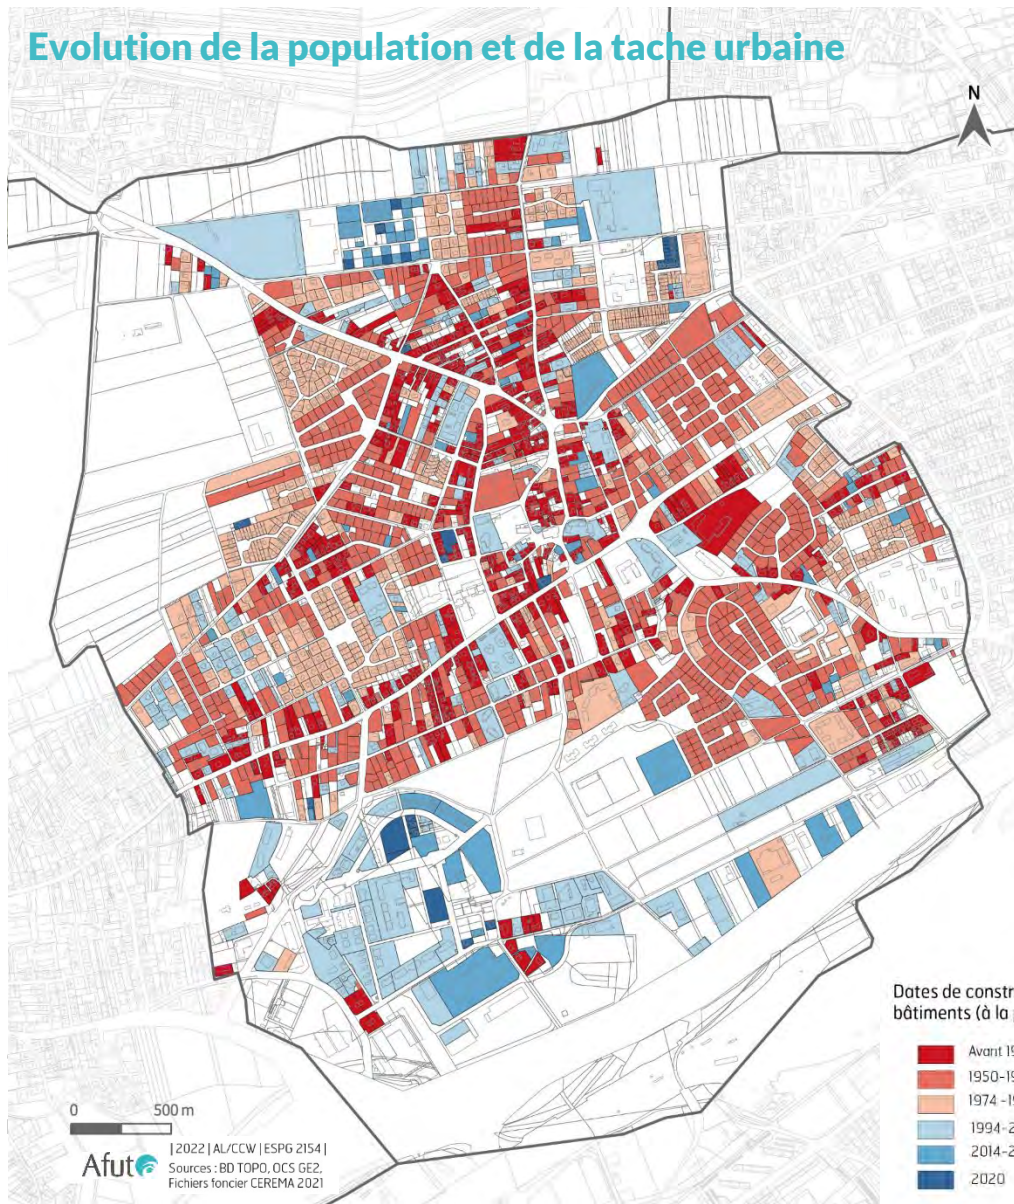 Evolution de la population et de la tache urbaine
N
Dates de constr
bâtiments (à la p
Avant 19
1950-19
1974 -19
1994-2
2014-2
2020
0 500 m
| 2022 | AL/CCW | ESPG 2154 |
Afut
Sources : BD TOPO, OCS GE2,
Fichiers foncier CEREMA 2021